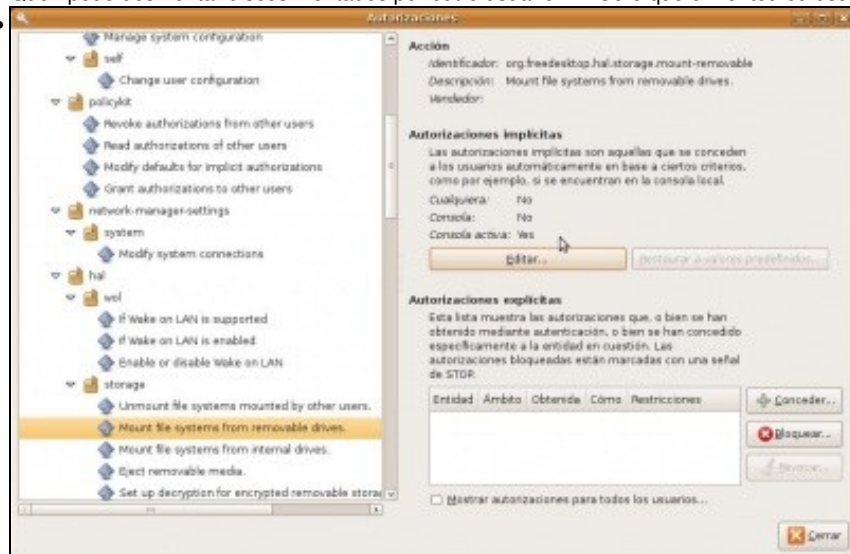 Autorizaciones
Manage system configuration
self
Change user configuration
policykit
Revoke authorizations from other users
Read authorizations of other users
Modify defaults for implicit authorizations
Grant authorizations to other users
network-manager-settings
system
Modify system connections
hal
wol
If Wake on LAN is supported
If Wake on LAN is enabled
Enable or disable Wake on LAN
storage
Unmount file systems mounted by other users.
Mount file systems from removable drives.
Mount file systems from internal drives.
Eject removable media.
Set up decryption for encrypted removable stora
Acción
Identificador: org.freedesktop.hal.storage.mount-removable
Descripción: Mount file systems from removable drives.
Vendedor:
Autorizaciones implícitas
Las autorizaciones implícitas son aquellas que se conceden
a los usuarios automáticamente en base a ciertos criterios,
como por ejemplo, si se encuentran en la consola local.
Cualquiera: No
Consola: No
Consola activa: Yes
Editar... Restaurar a valores predefinidos...
Autorizaciones explícitas
Esta lista muestra las autorizaciones que, o bien se han
obtenido mediante autenticación, o bien se han concedido
específicamente a la entidad en cuestión. Las
autorizaciones bloqueadas están marcadas con una señal
de STOP.
Entidad Ámbito Obtenida Cómo Restricciones
Conceder...
Bloquear...
Revocar...
Mostrar autorizaciones para todos los usuarios...
Cerrar